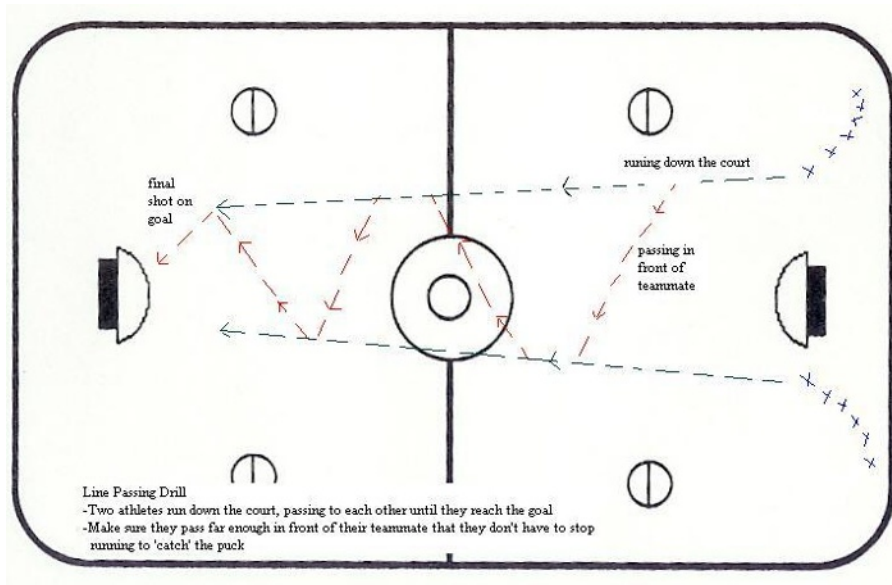 runing down the court
final
shot on
goal
passing in
front of
teammate
Line Passing Drill
-Two athletes run down the court, passing to each other until they reach the goal
-Make sure they pass far enough in front of their teammate that they don't have to stop
running to 'catch' the puck